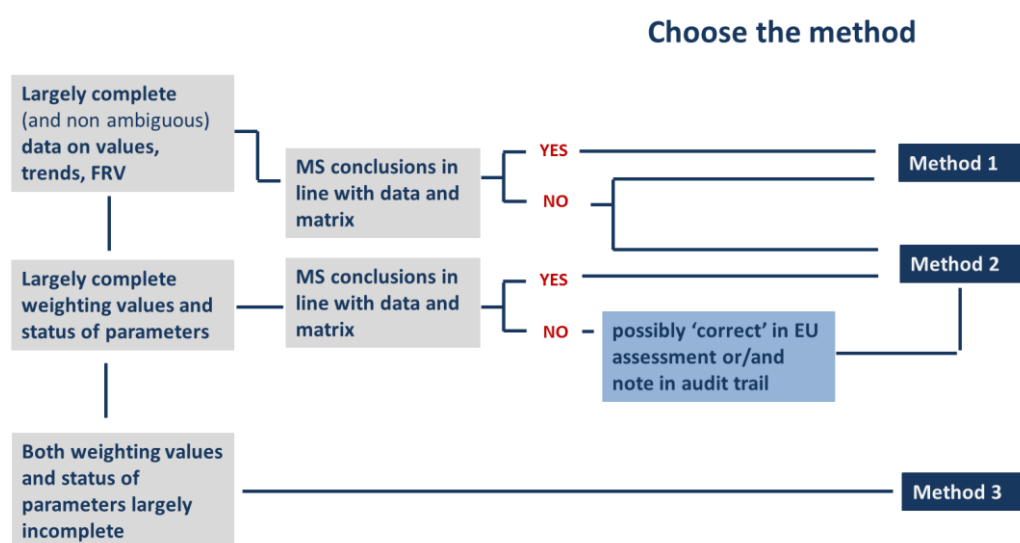 Choose the method
Largely complete
(and non ambiguous)
data on values,
trends, FRV
MS conclusions in
line with data and
matrix
YES
NO
Method 1
Largely complete
weighting values and
status of parameters
MS conclusions in
line with data and
matrix
YES
NO
possibly ‘correct’ in EU
assessment or/and
note in audit trail
Method 2
Both weighting values
and status of
parameters largely
incomplete
Method 3